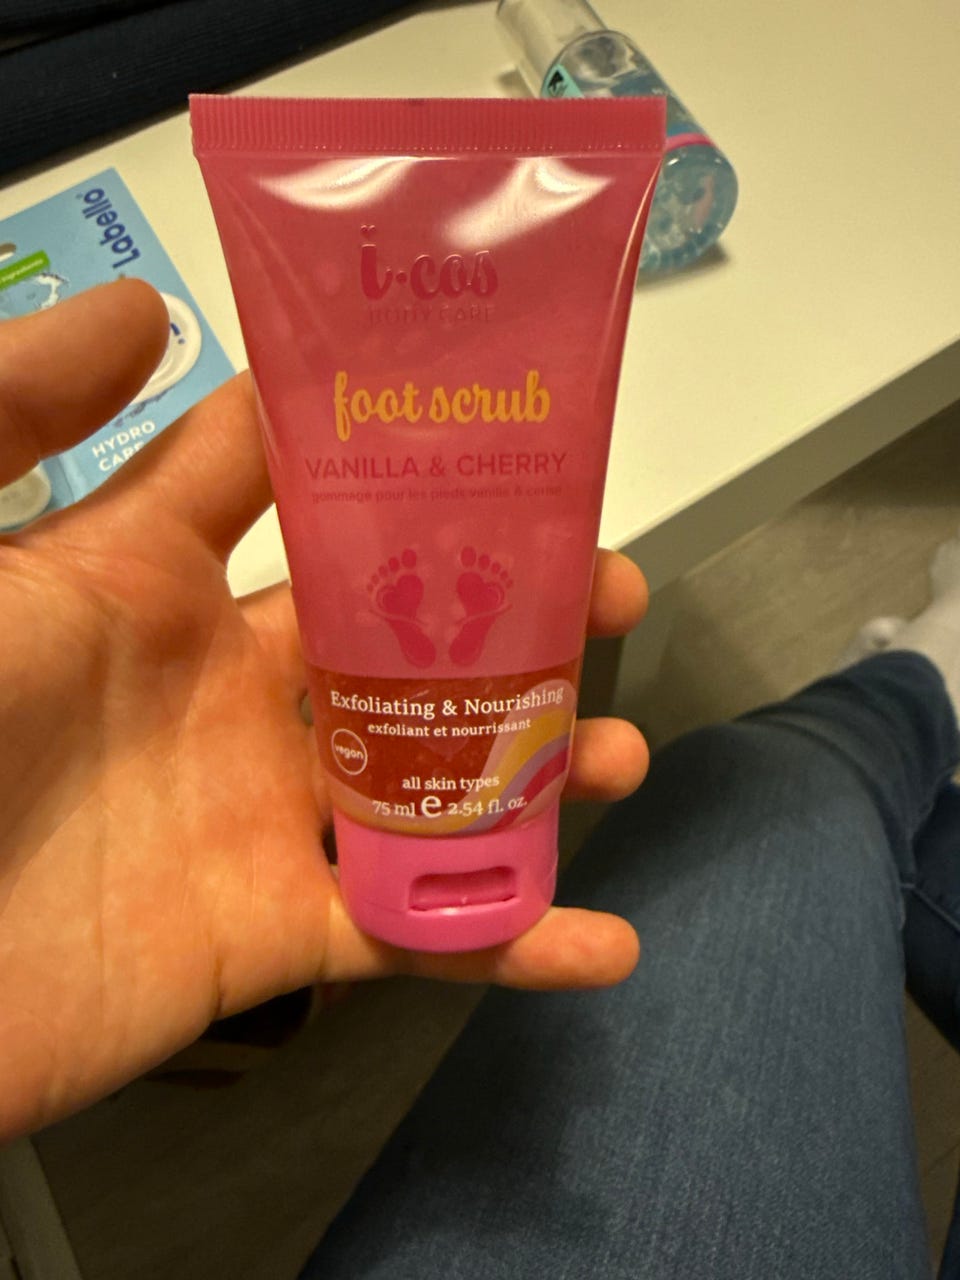 Labello
HYDRO
CARE
i·cos
BODY CARE
foot scrub
VANILLA & CHERRY
gommage pour les pieds vanille & cerise
Exfoliating & Nourishing
exfoliant et nourrissant
vegan
all skin types
75 ml e 2.54 fl. oz.